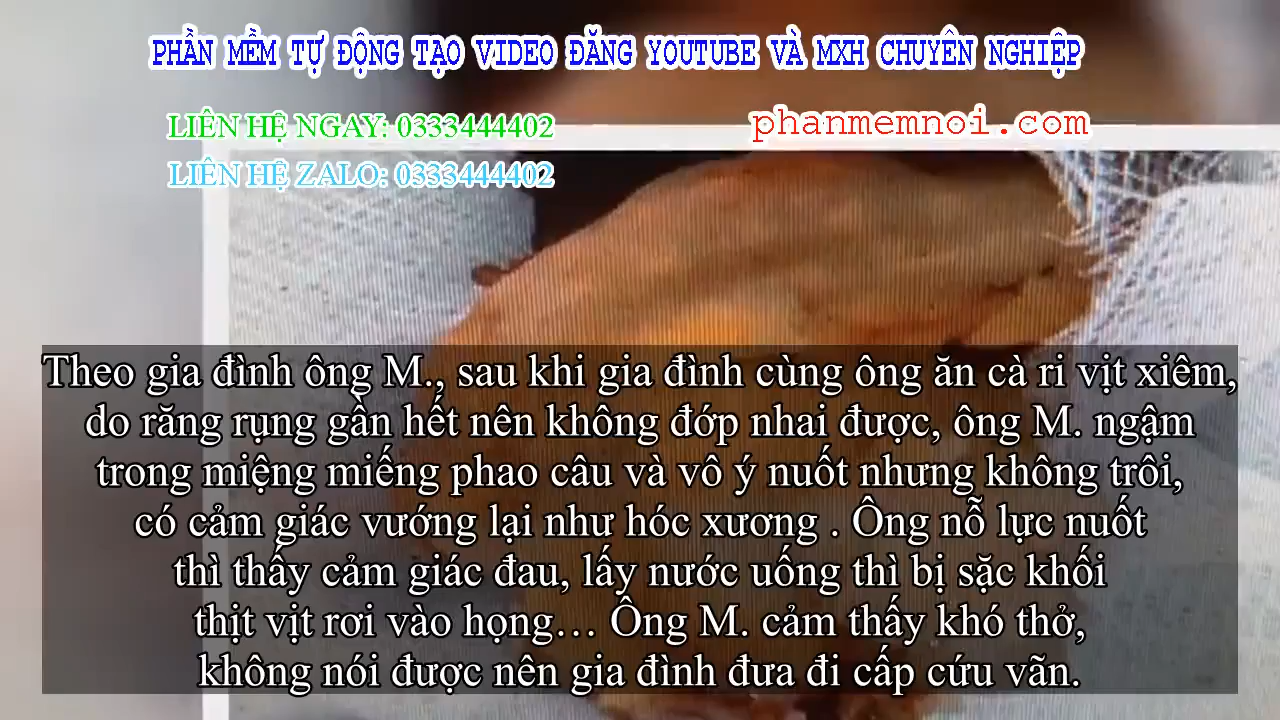 PHẦN MỀM TỰ ĐỘNG TẠO VIDEO ĐĂNG YOUTUBE VÀ MXH CHUYÊN NGHIỆP
LIÊN HỆ NGAY: 0333444402
phanmemnoi.com
LIÊN HỆ ZALO: 0333444402
Theo gia đình ông M., sau khi gia đình cùng ông ăn cà ri vịt xiêm,
do răng rụng gần hết nên không đớp nhai được, ông M. ngậm
trong miệng miếng phao câu và vô ý nuốt nhưng không trôi,
có cảm giác vướng lại như hóc xương . Ông nỗ lực nuốt
thì thấy cảm giác đau, lấy nước uống thì bị sặc khối
thịt vịt rơi vào họng… Ông M. cảm thấy khó thở,
không nói được nên gia đình đưa đi cấp cứu vãn.